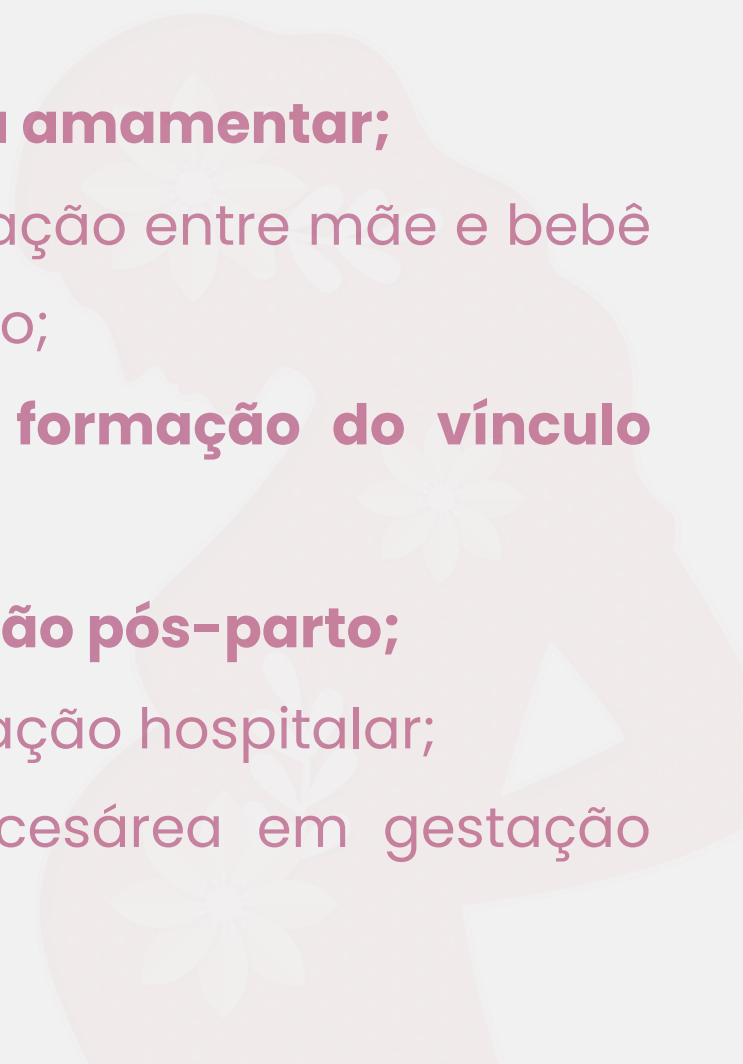 amamentar;
ação entre mãe e bebê
o;
formação do vínculo
ão pós-parto;
ação hospitalar;
cesárea em gestação